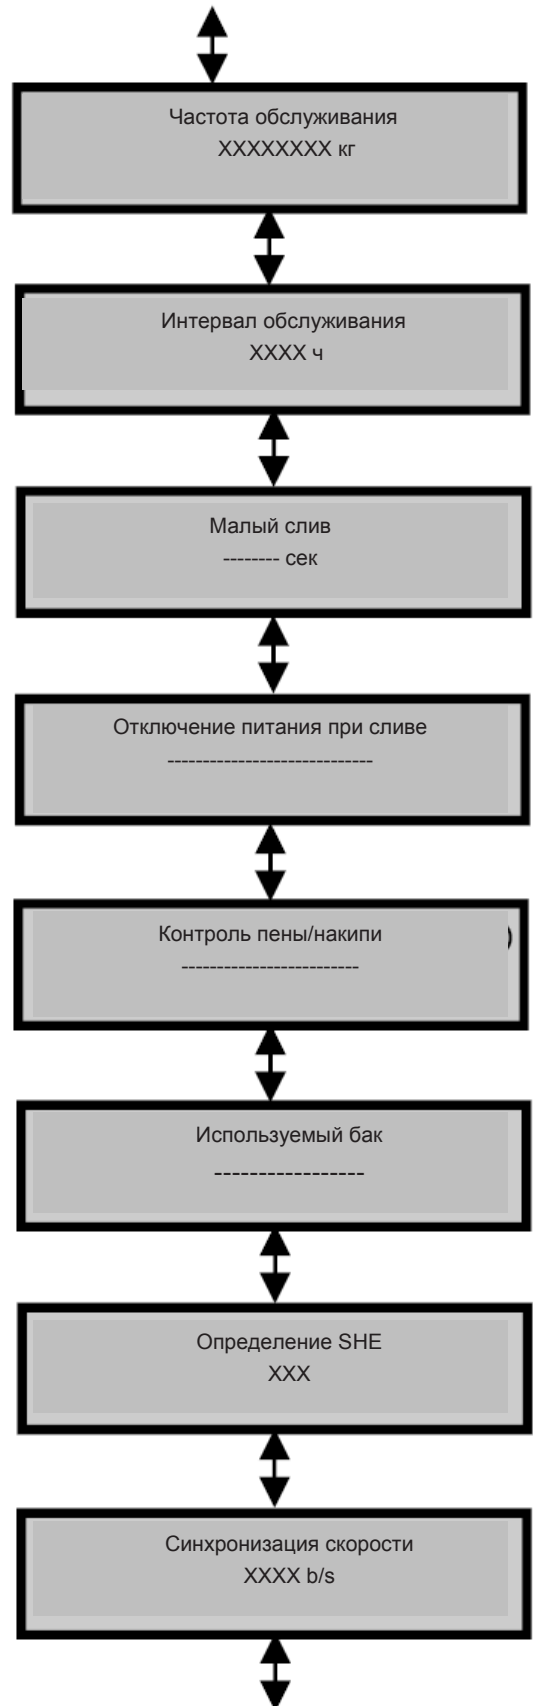 Частота обслуживания
XXXXXXXX кг
Интервал обслуживания
XXXX ч
Малый слив
-------- сек
Отключение питания при сливе
-----------------------------
Контроль пены/накипи
-------------------------
Используемый бак
-----------------
Определение SHE
XXX
Синхронизация скорости
XXXX b/s